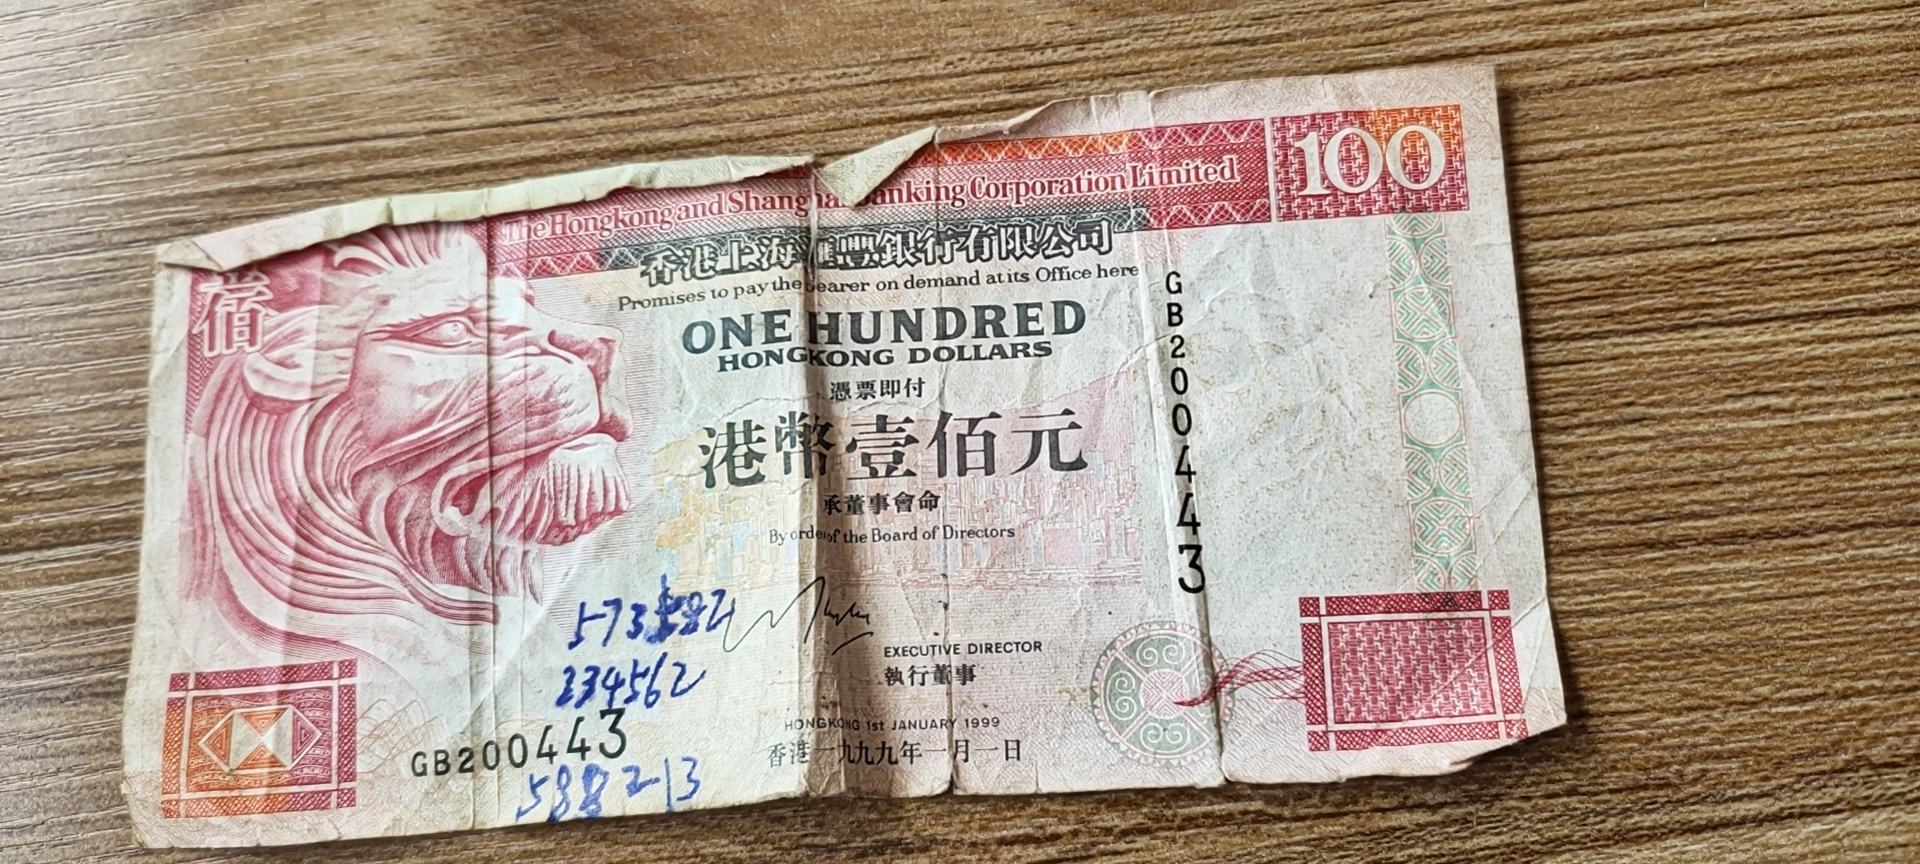 The Hongkong and Shanghai Banking Corporation Limited
100
香港上海滙豐銀行有限公司
佰
Promises to pay the bearer on demand at its Office here
ONE HUNDRED
HONGKONG DOLLARS
憑票即付
港幣壹佰元
承董事會命
By order of the Board of Directors
GB200443
EXECUTIVE DIRECTOR
執行董事
234562
GB200443
HONGKONG 1st JANUARY 1999
香港一九九九年一月一日
588213